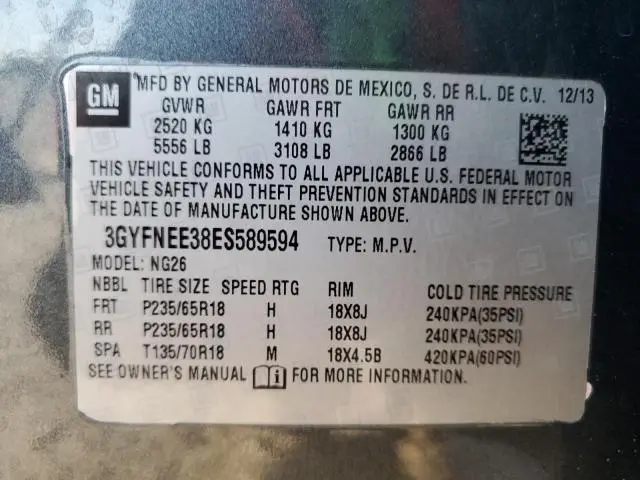 GM MFD BY GENERAL MOTORS DE MEXICO, S. DE R.L. DE C.V. 12/13
GVWR GAWR FRT GAWR RR
2520 KG 1410 KG 1300 KG
5556 LB 3108 LB 2866 LB
THIS VEHICLE CONFORMS TO ALL APPLICABLE U.S. FEDERAL MOTOR
VEHICLE SAFETY AND THEFT PREVENTION STANDARDS IN EFFECT ON
THE DATE OF MANUFACTURE SHOWN ABOVE.
3GYFNEE38ES589594 TYPE: M.P.V.
MODEL: NG26
NBBL TIRE SIZE SPEED RTG RIM COLD TIRE PRESSURE
FRT P235/65R18 H 18X8J 240KPA(35PSI)
RR P235/65R18 H 18X8J 240KPA(35PSI)
SPA T135/70R18 M 18X4.5B 420KPA(60PSI)
SEE OWNER'S MANUAL i FOR MORE INFORMATION.